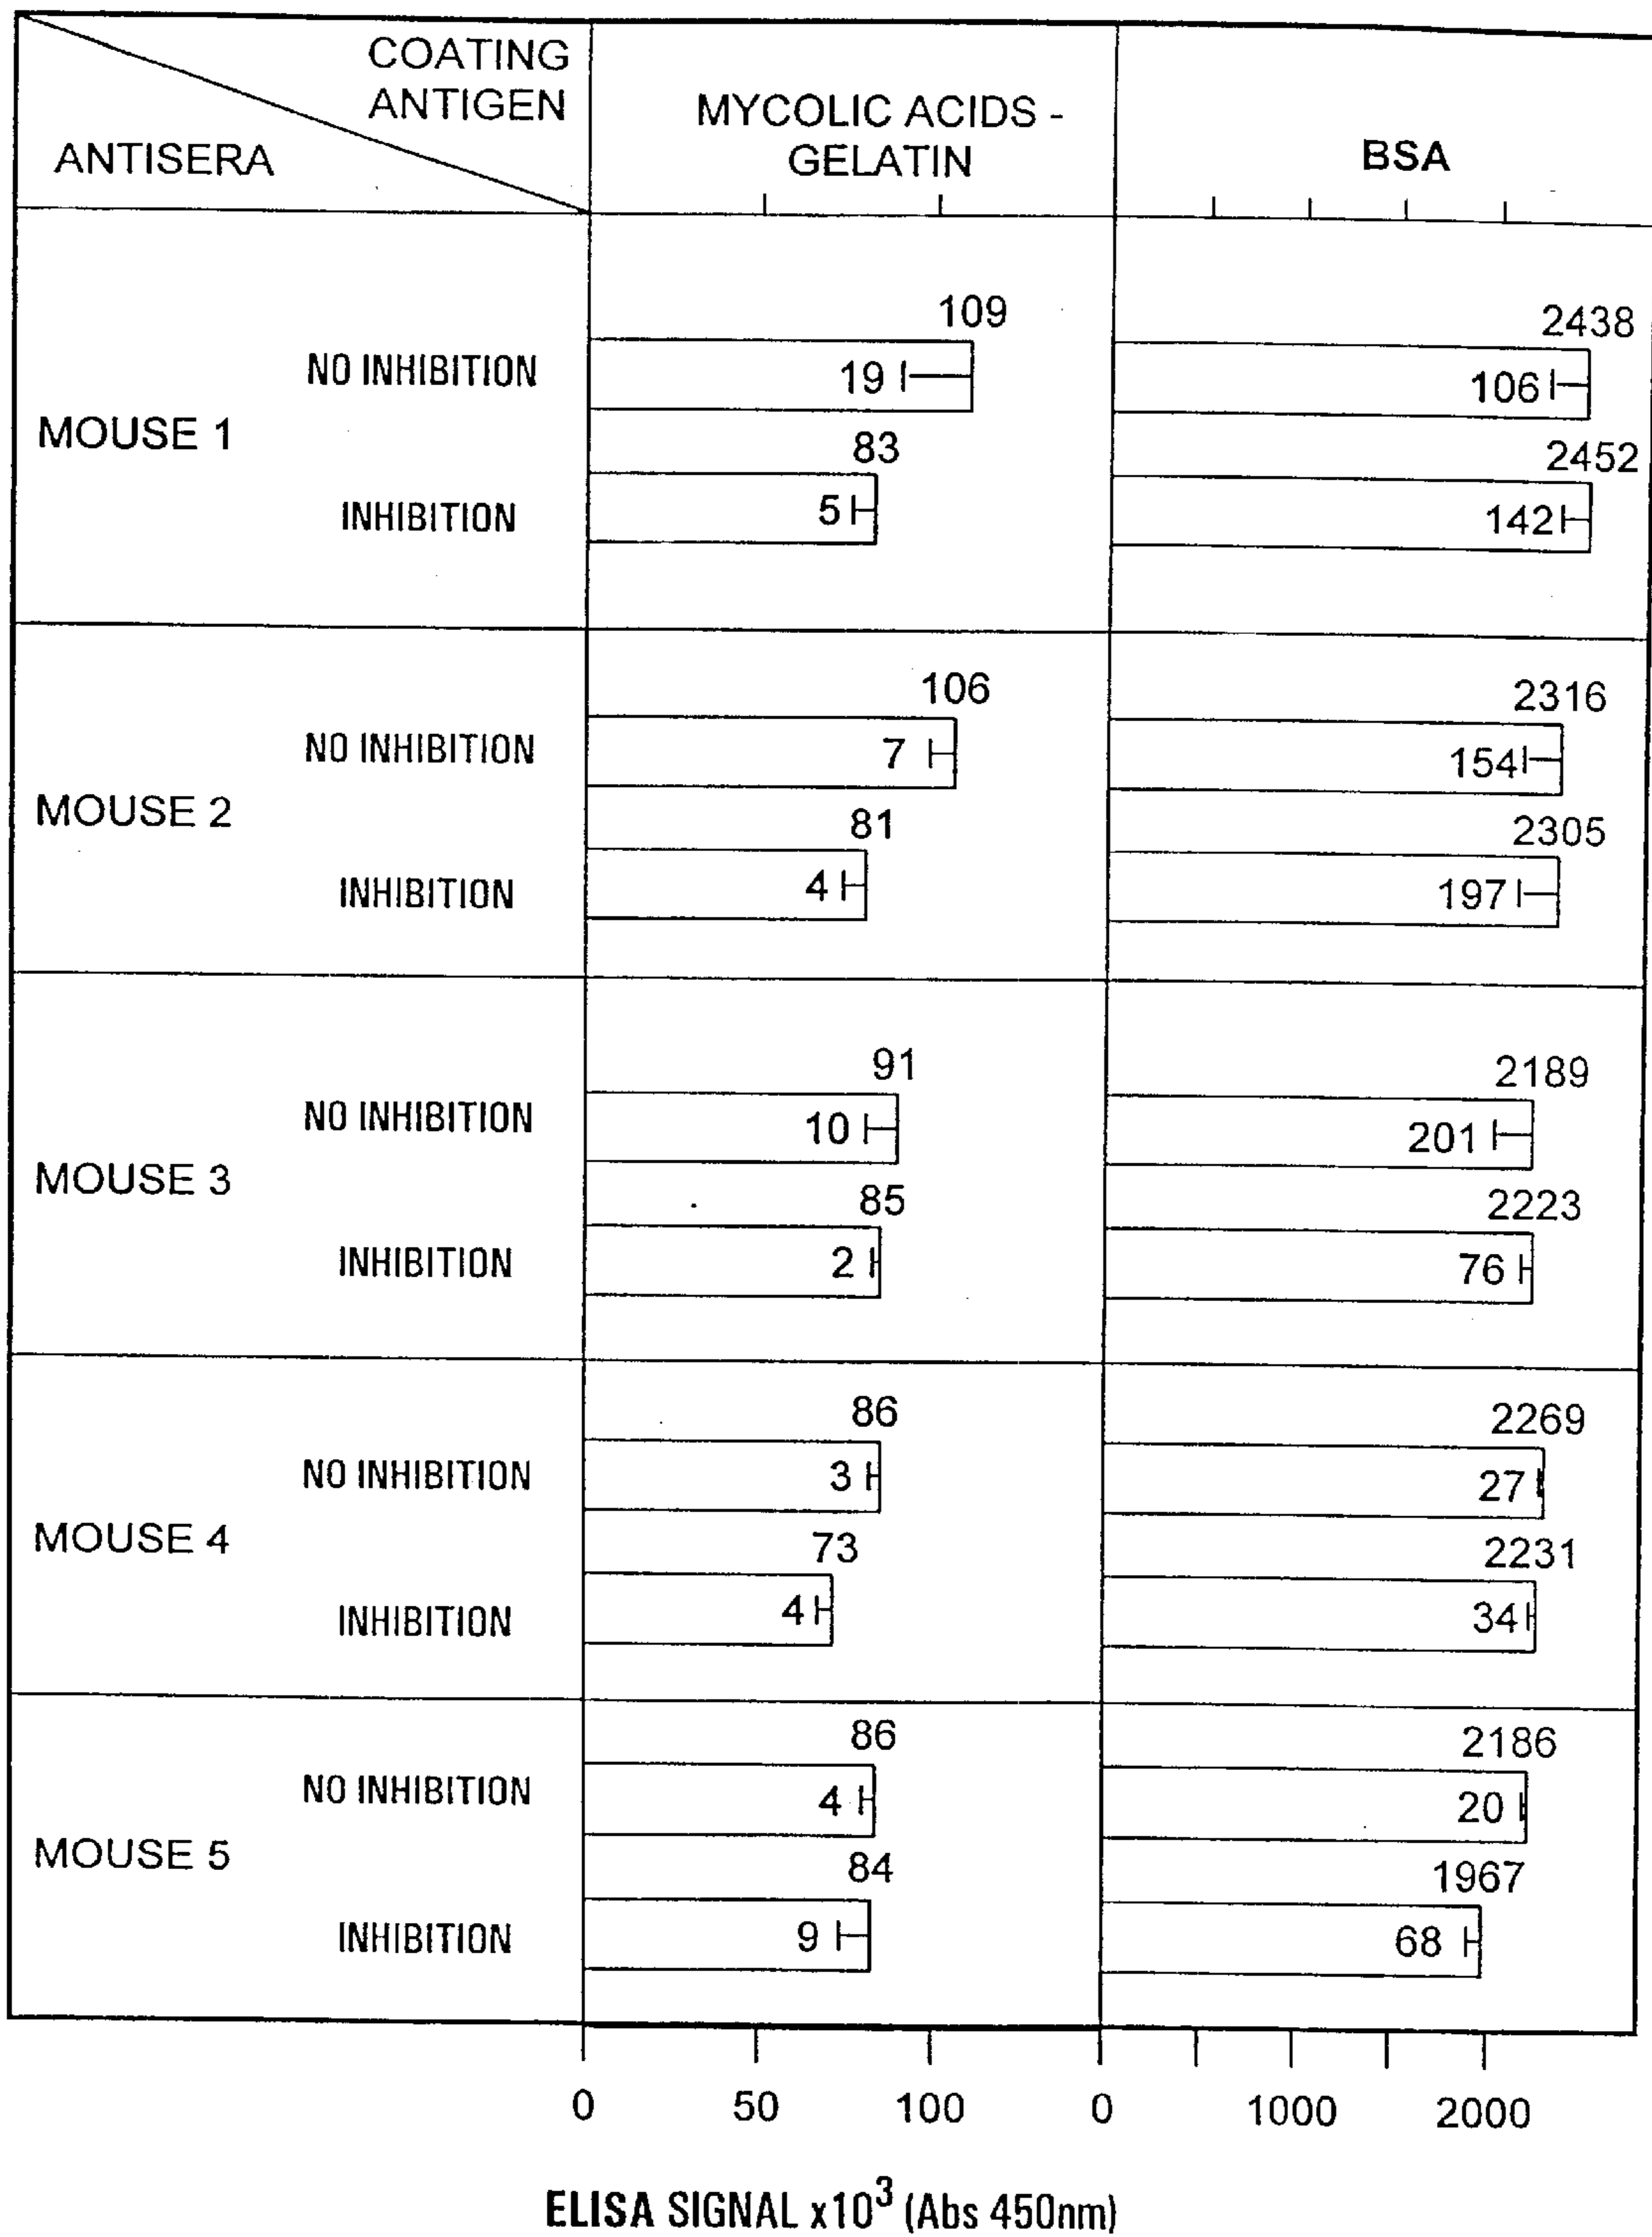 COATING
ANTIGEN
ANTISERA
MYCOLIC ACIDS -
GELATIN
BSA
109
2438
NO INHIBITION
19
106
MOUSE 1
83
2452
INHIBITION
5
142
106
2316
NO INHIBITION
7
154
MOUSE 2
81
2305
INHIBITION
4
197
91
2189
NO INHIBITION
10
201
MOUSE 3
85
2223
INHIBITION
2
76
86
2269
NO INHIBITION
3
27
MOUSE 4
73
2231
INHIBITION
4
34
86
2186
NO INHIBITION
4
20
MOUSE 5
84
1967
INHIBITION
9
68
0 50 100 0 1000 2000
ELISA SIGNAL x10³ (Abs 450nm)